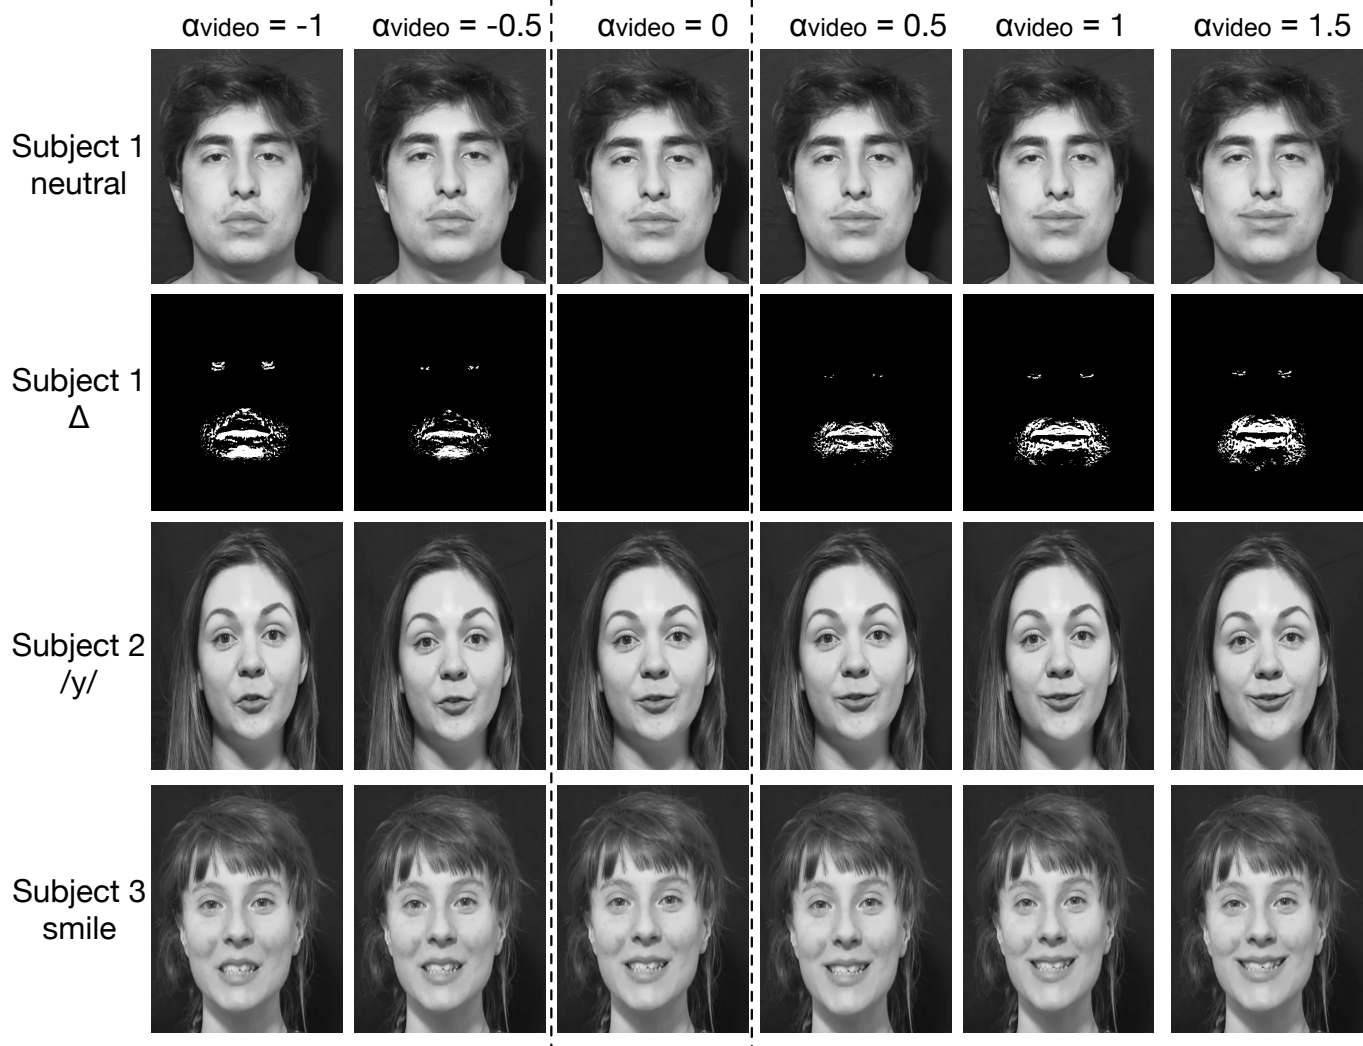 αvideo = -1 αvideo = -0.5 αvideo = 0 αvideo = 0.5 αvideo = 1 αvideo = 1.5
Subject 1
neutral
Subject 1
Δ
Subject 2
/y/
Subject 3
smile